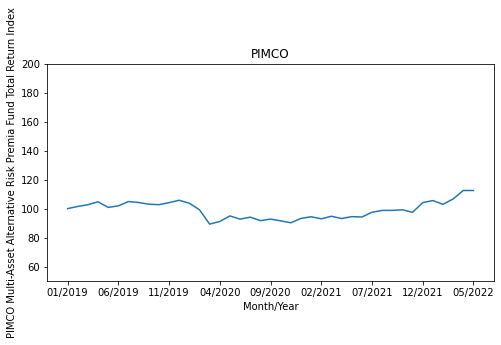 PIMCO
PIMCO Multi-Asset Alternative Risk Premia Fund Total Return Index
200
180
160
140
120
100
80
60
01/2019 06/2019 11/2019 04/2020 09/2020 02/2021 07/2021 12/2021 05/2022
Month/Year